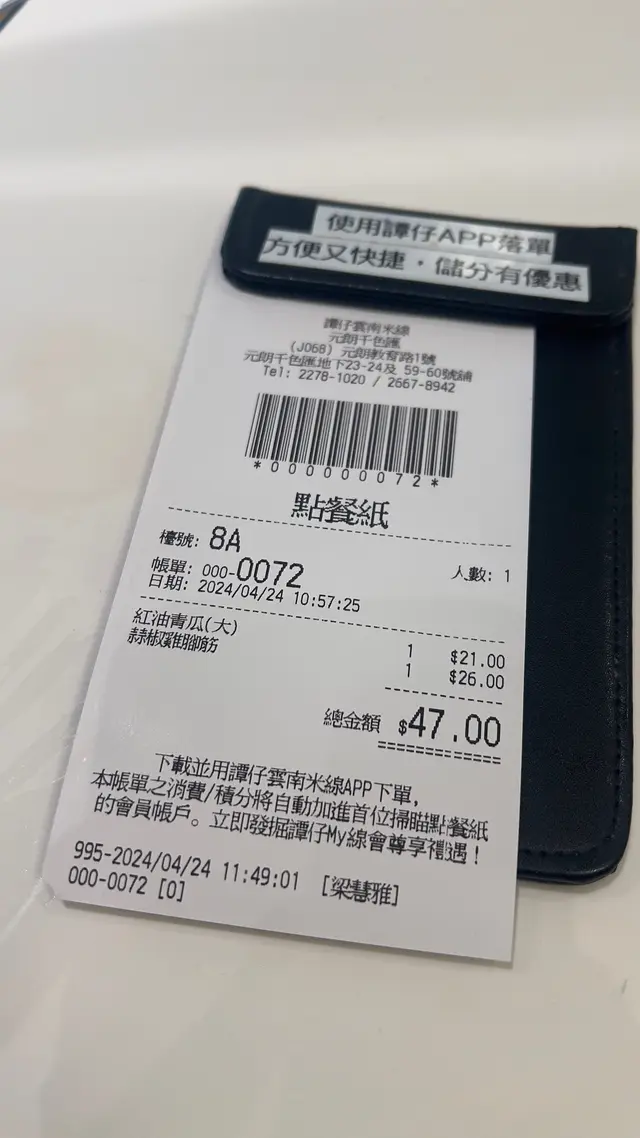 使用譚仔APP落單
方便又快捷，儲分有優惠
譚仔雲南米線
元朗千色匯
(J068) 元朗教育路1號
元朗千色匯地下23-24及 59-60號舖
Tel: 2278-1020 / 2667-8942
*000000072*
點餐紙
檯號: 8A
人數: 1
帳單: 000-0072
日期: 2024/04/24 10:57:25
紅油青瓜(大) 1 $21.00
蒜椒雞腳筋 1 $26.00
總金額 $47.00
下載並用譚仔雲南米線APP下單,
本帳單之消費/積分將自動加進首位掃瞄點餐紙
的會員帳戶。立即發掘譚仔My線會尊享禮遇！
995-2024/04/24 11:49:01 [梁慧雅]
000-0072 [0]